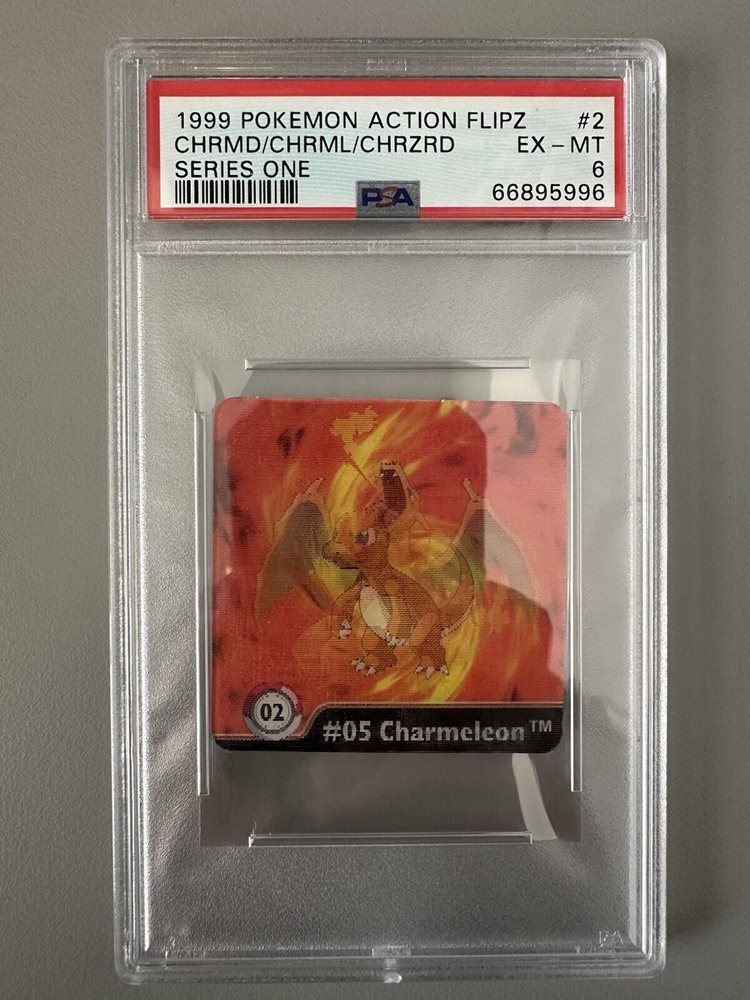 1999 POKEMON ACTION FLIPZ #2
CHRMD/CHRML/CHRZRD EX - MT
SERIES ONE 6
PSA 66895996
02
#05 Charmeleon™